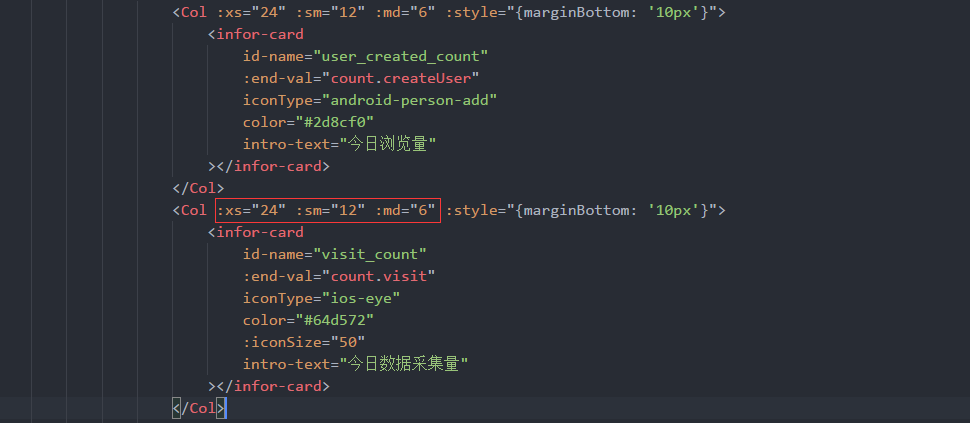 <Col :xs="24" :sm="12" :md="6" :style="{marginBottom: '10px'}">
<infor-card
id-name="user_created_count"
:end-val="count.createUser"
iconType="android-person-add"
color="#2d8cf0"
intro-text="今日浏览量"
></infor-card>
</Col>
<Col :xs="24" :sm="12" :md="6" :style="{marginBottom: '10px'}">
<infor-card
id-name="visit_count"
:end-val="count.visit"
iconType="ios-eye"
color="#64d572"
:iconSize="50"
intro-text="今日数据采集量"
></infor-card>
</Col>